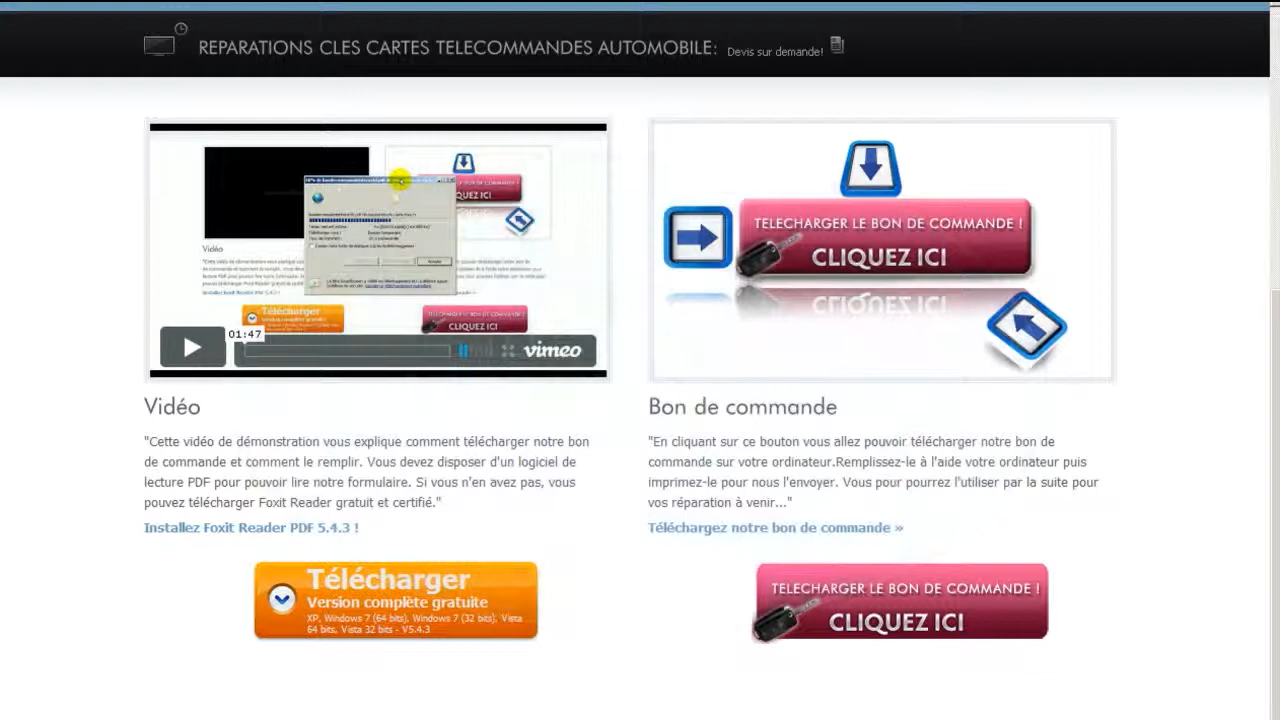 REPARATIONS CLES CARTES TELECOMMANDES AUTOMOBILE: Devis sur demande!
CLIQUEZ ICI
Vidéo
Télécharger
CLIQUEZ ICI
01:47
vimeo
TELECHARGER LE BON DE COMMANDE !
CLIQUEZ ICI
Vidéo
"Cette vidéo de démonstration vous explique comment télécharger notre bon
de commande et comment le remplir. Vous devez disposer d'un logiciel de
lecture PDF pour pouvoir lire notre formulaire. Si vous n'en avez pas, vous
pouvez télécharger Foxit Reader gratuit et certifié."
Installez Foxit Reader PDF 5.4.3 !
Télécharger
Version complète gratuite
XP, Windows 7 (64 bits), Windows 7 (32 bits), Vista
64 bits, Vista 32 bits - V5.4.3
Bon de commande
"En cliquant sur ce bouton vous allez pouvoir télécharger notre bon de
commande sur votre ordinateur.Remplissez-le à l'aide votre ordinateur puis
imprimez-le pour nous l'envoyer. Vous pour pourrez l'utiliser par la suite pour
vos réparation à venir..."
Téléchargez notre bon de commande »
TELECHARGER LE BON DE COMMANDE !
CLIQUEZ ICI